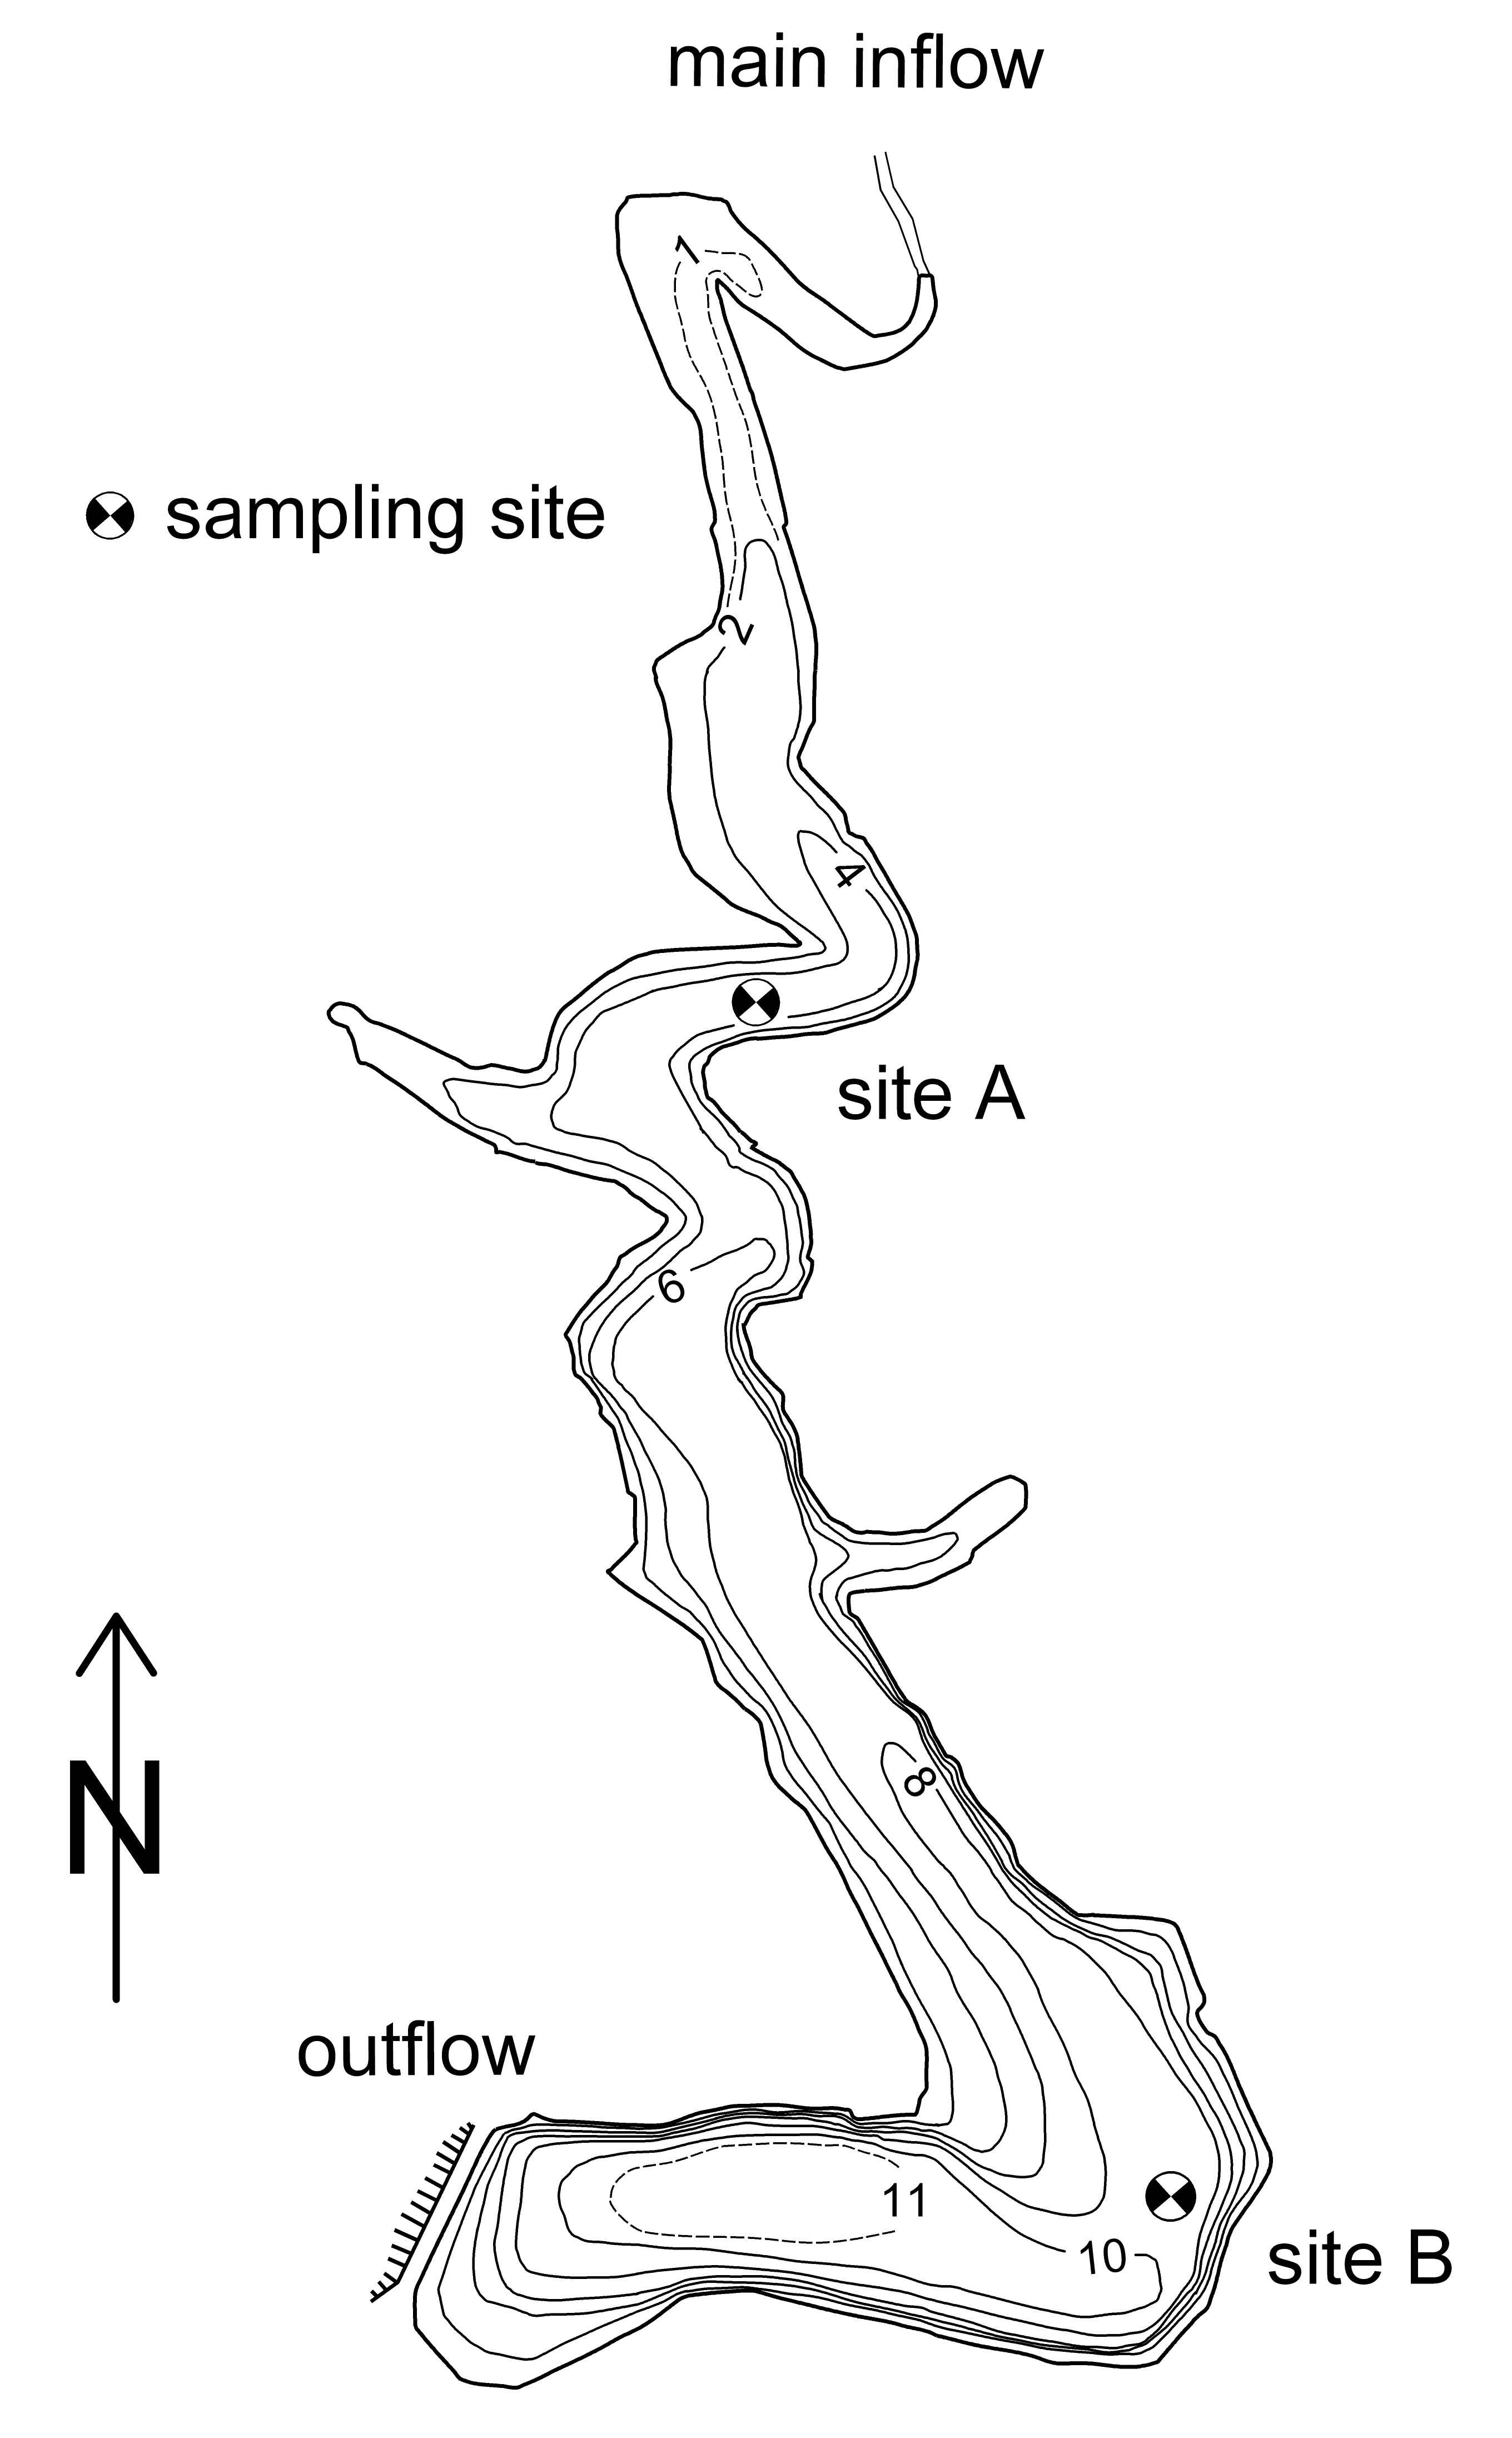 main inflow
1
sampling site
2
4
site A
6
8
N
outflow
11
10
site B